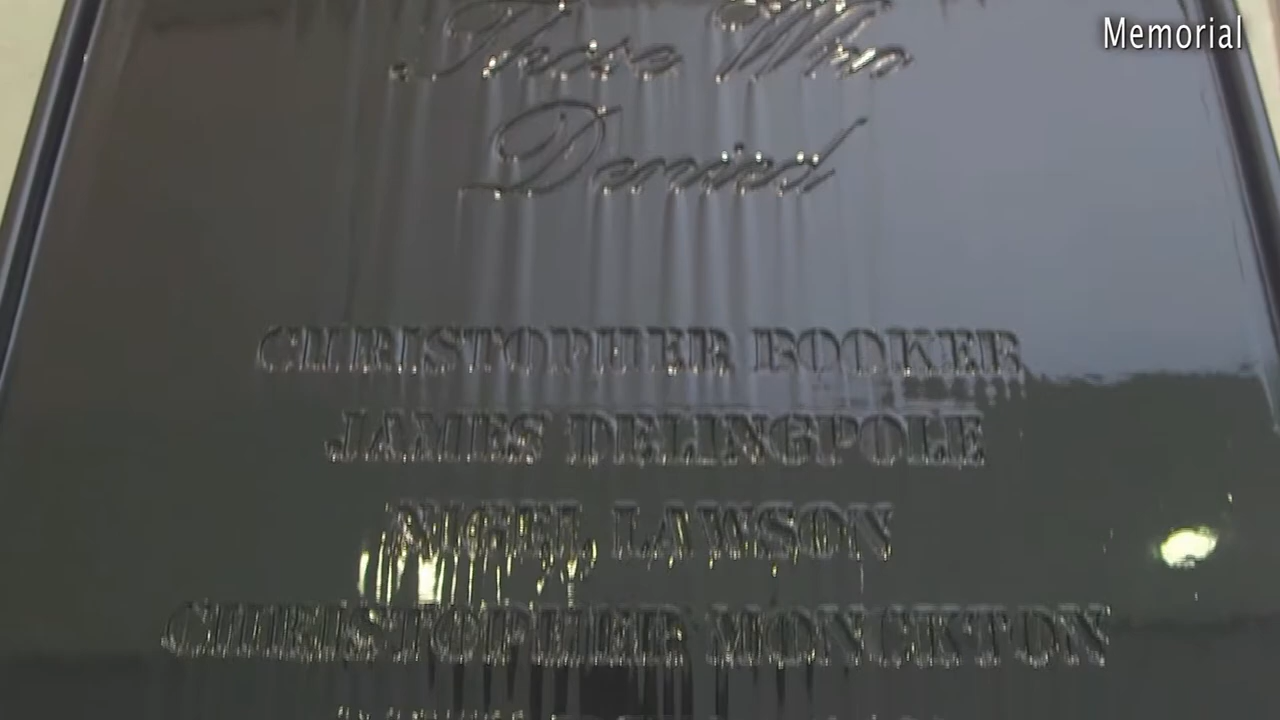 Memorial
Those Who
Denied
CHRISTOPHER BOOKER
JAMES DELINGPOLE
NIGEL LAWSON
CHRISTOPHER MONCKTON